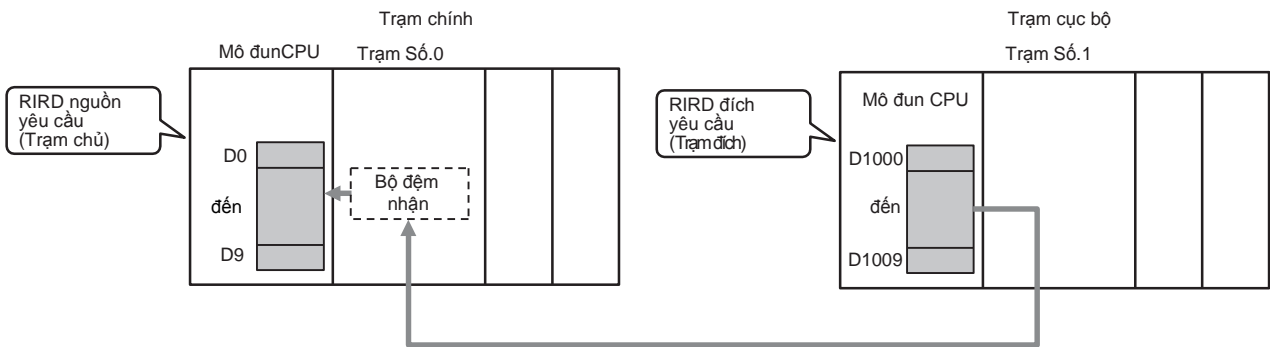 Trạm chính
Mô đunCPU
Trạm Số.0
RIRD nguồn
yêu cầu
(Trạm chủ)
D0
đến
D9
Bộ đệm
nhận
Trạm cục bộ
Trạm Số.1
RIRD đích
yêu cầu
(Trạm đích)
Mô đun CPU
D1000
đến
D1009